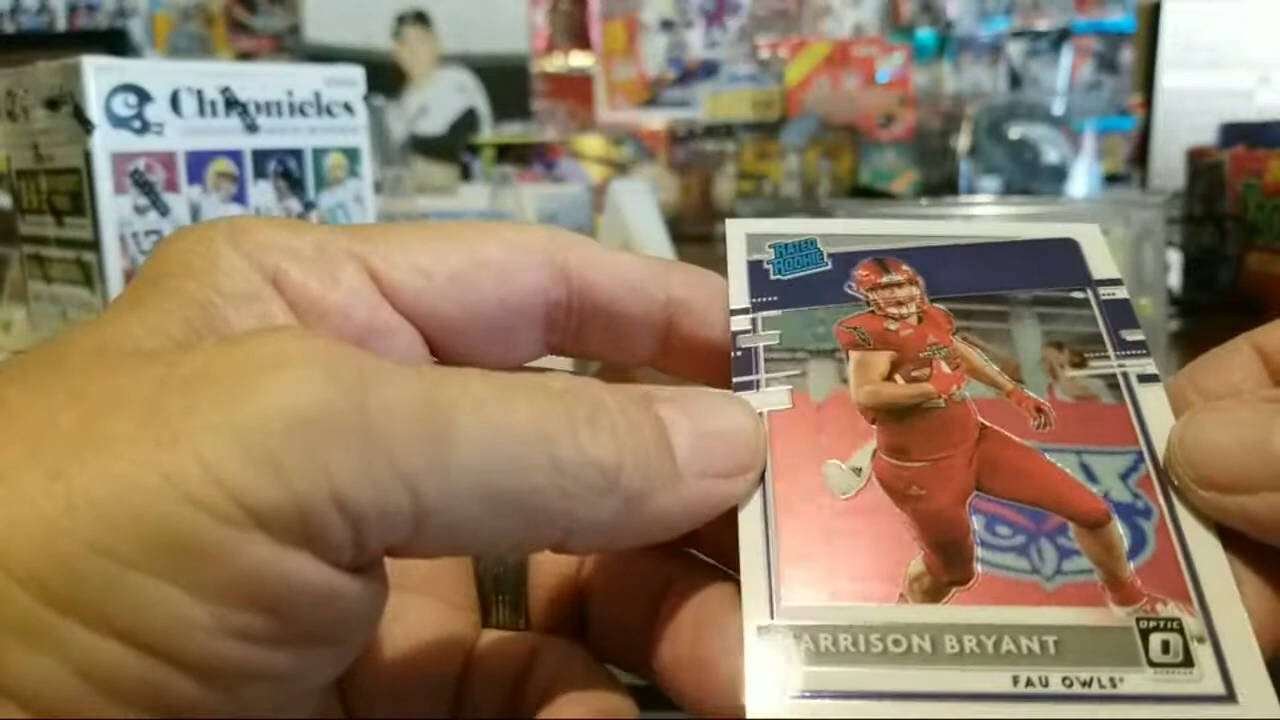 Chronicles
RATED
ROOKIE
ARRISON BRYANT
OPTIC
FAU OWLS